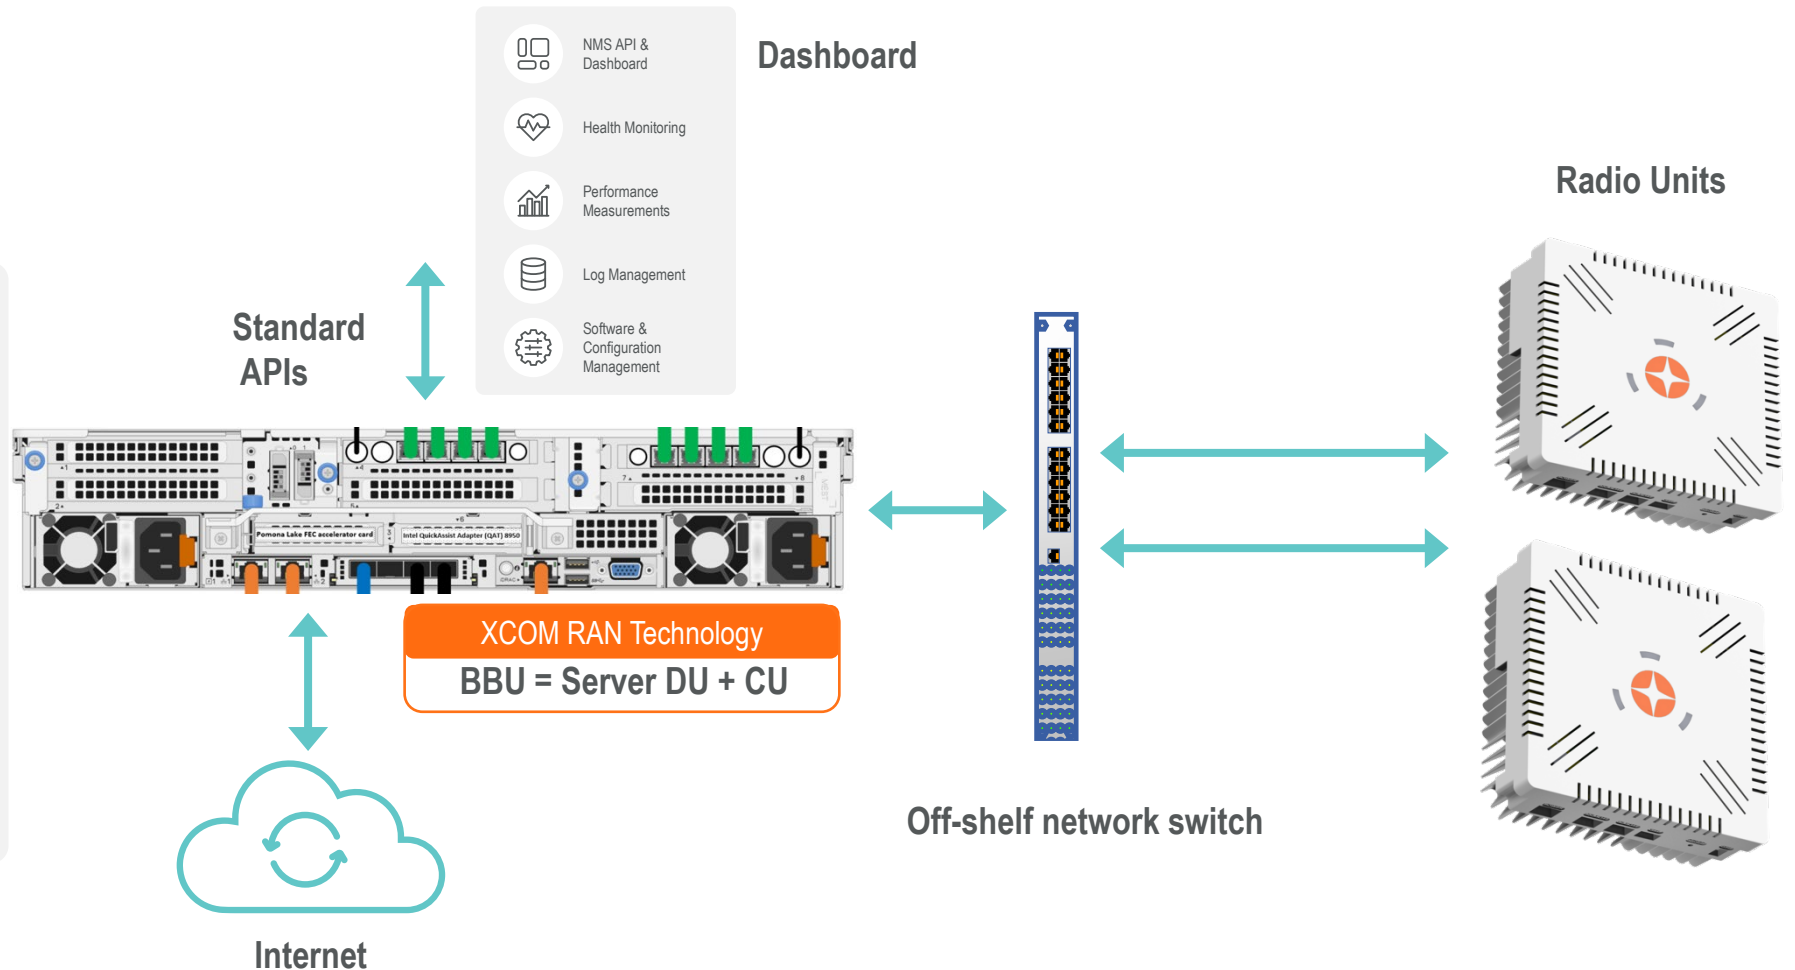 NMS API &
Dashboard
Dashboard
Health Monitoring
Performance
Measurements
Log Management
Software &
Configuration
Management
Standard
APIs
Radio Units
Pomona Lake FEC accelerator card
Intel QuickAssist Adapter (QAT) 8950
iDRAC
XCOM RAN Technology
BBU = Server DU + CU
Off-shelf network switch
Internet